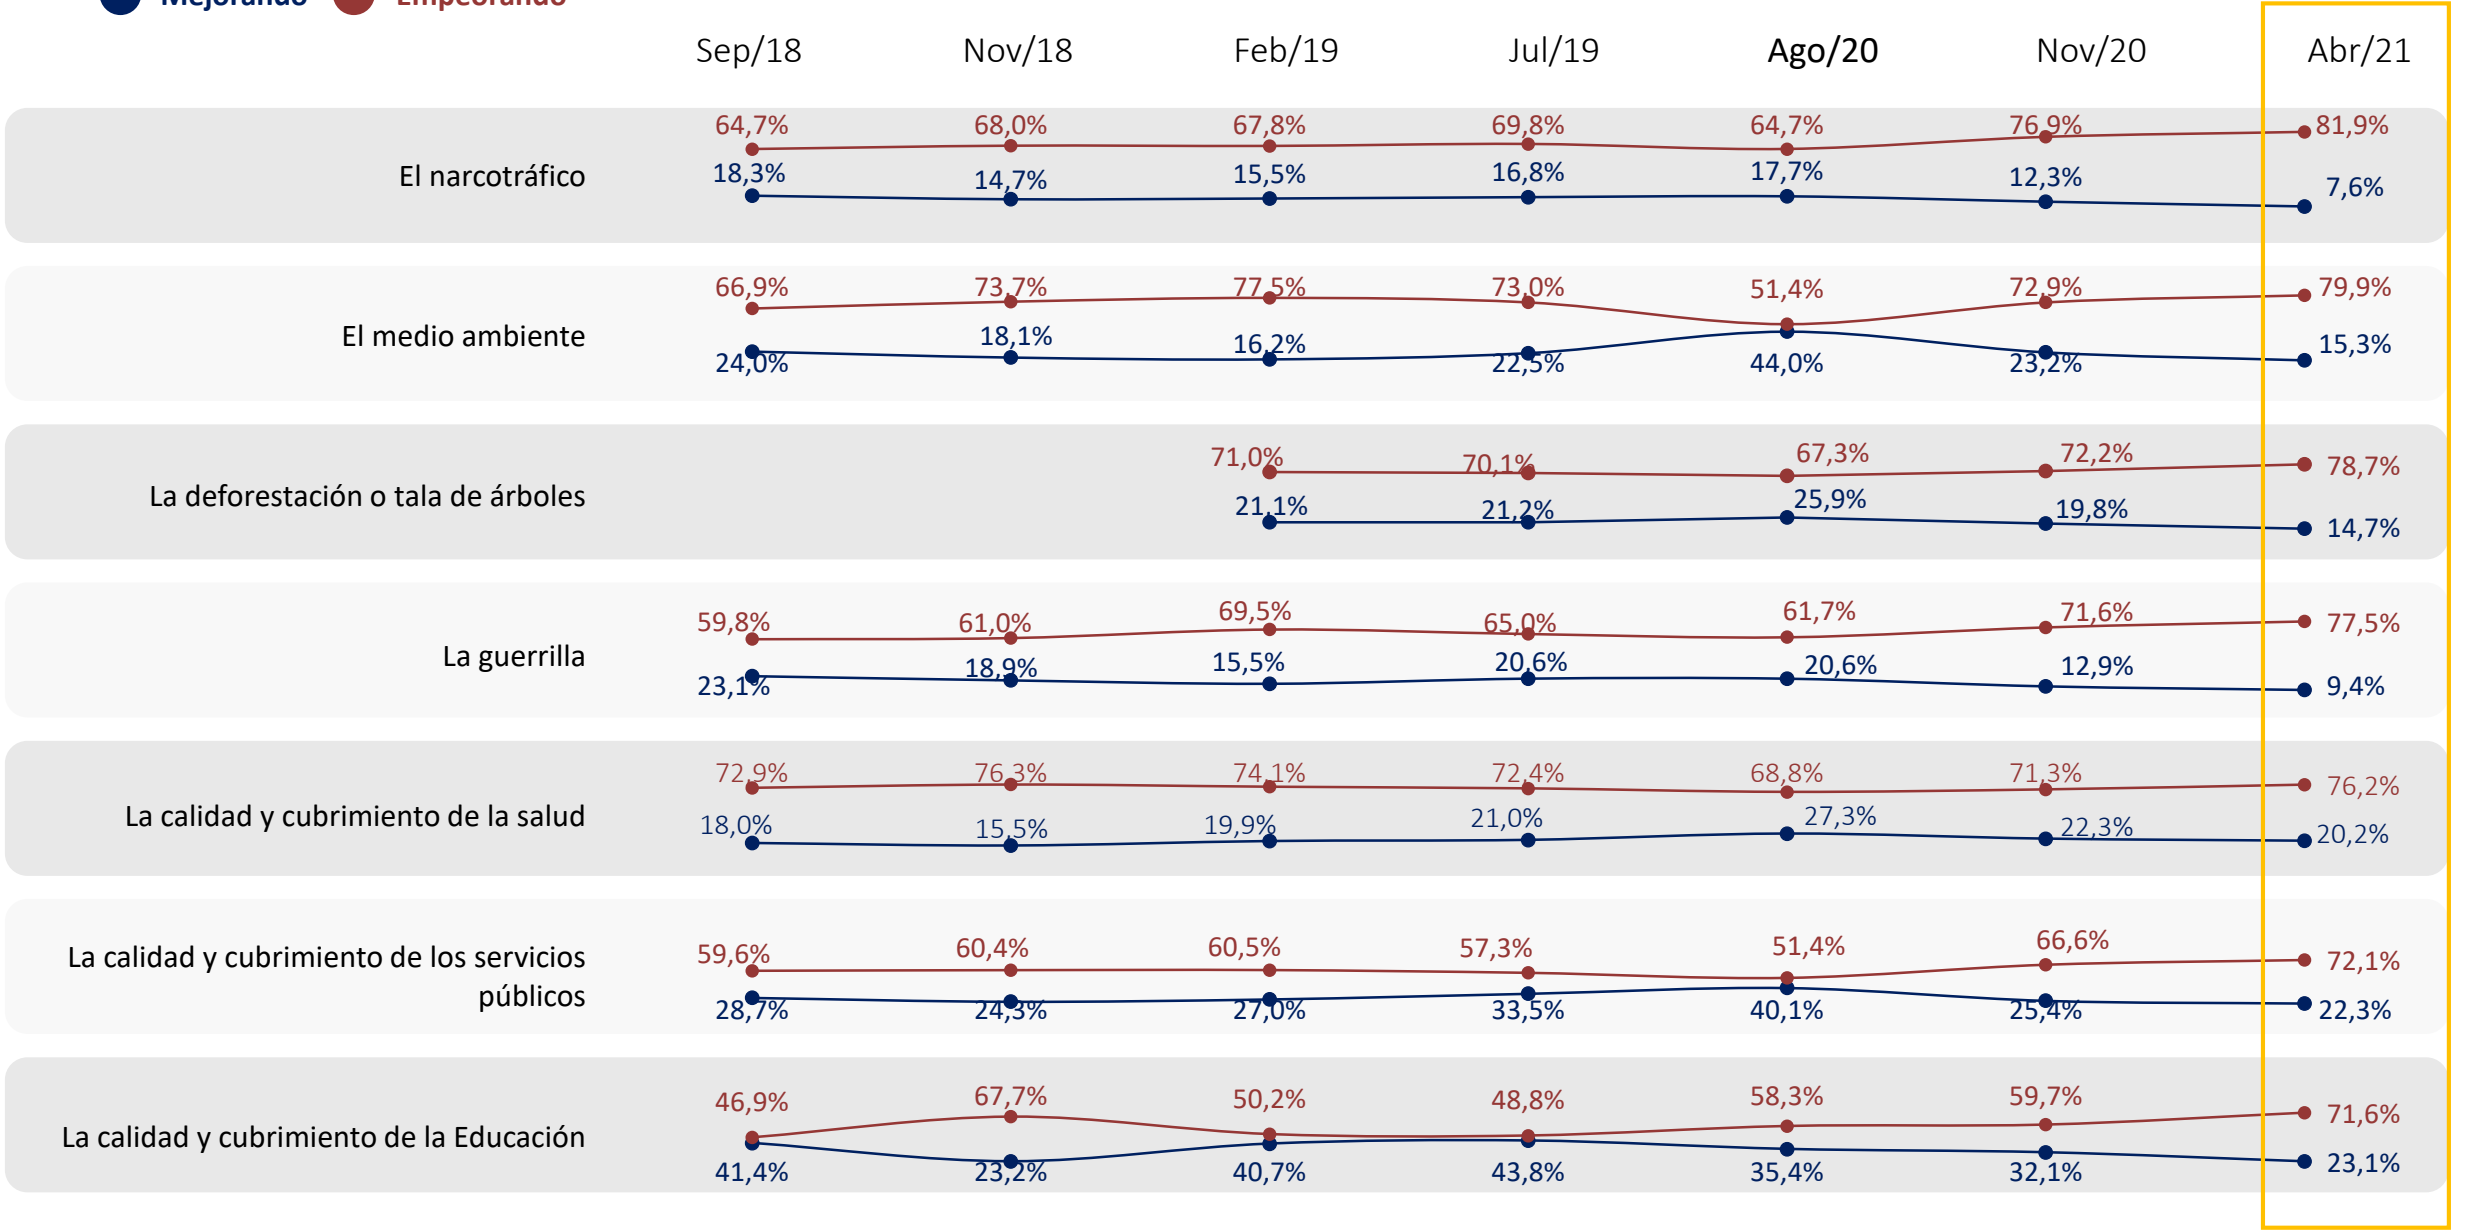 Mejorando Empeorando
Sep/18 Nov/18 Feb/19 Jul/19 Ago/20 Nov/20 Abr/21
64,7% 68,0% 67,8% 69,8% 64,7% 76,9% 81,9%
El narcotráfico
18,3% 14,7% 15,5% 16,8% 17,7% 12,3% 7,6%
66,9% 73,7% 77,5% 73,0% 51,4% 72,9% 79,9%
El medio ambiente
24,0% 18,1% 16,2% 22,5% 44,0% 23,2% 15,3%
71,0% 70,1% 67,3% 72,2% 78,7%
La deforestación o tala de árboles
21,1% 21,2% 25,9% 19,8% 14,7%
59,8% 61,0% 69,5% 65,0% 61,7% 71,6% 77,5%
La guerrilla
23,1% 18,9% 15,5% 20,6% 20,6% 12,9% 9,4%
72,9% 76,3% 74,1% 72,4% 68,8% 71,3% 76,2%
La calidad y cubrimiento de la salud
18,0% 15,5% 19,9% 21,0% 27,3% 22,3% 20,2%
59,6% 60,4% 60,5% 57,3% 51,4% 66,6% 72,1%
La calidad y cubrimiento de los servicios
públicos
28,7% 24,3% 27,0% 33,5% 40,1% 25,4% 22,3%
46,9% 67,7% 50,2% 48,8% 58,3% 59,7% 71,6%
La calidad y cubrimiento de la Educación
41,4% 23,2% 40,7% 43,8% 35,4% 32,1% 23,1%